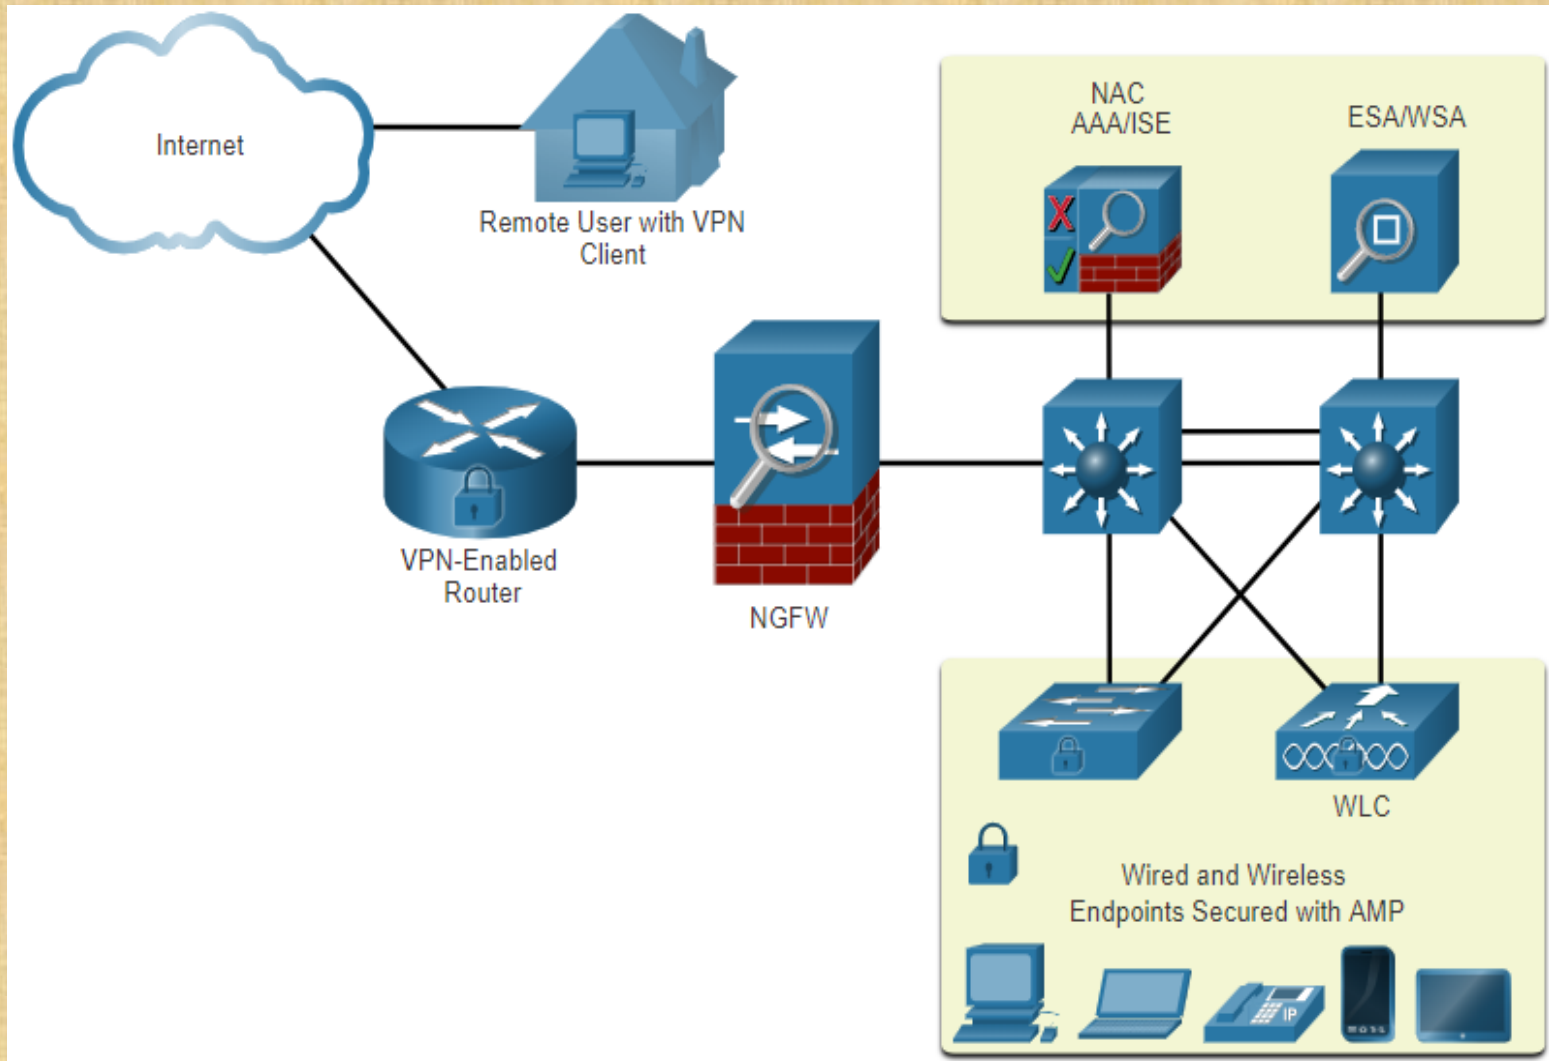 Internet
Remote User with VPN
Client
NAC
AAA/ISE
ESA/WSA
VPN-Enabled
Router
NGFW
WLC
Wired and Wireless
Endpoints Secured with AMP
IP